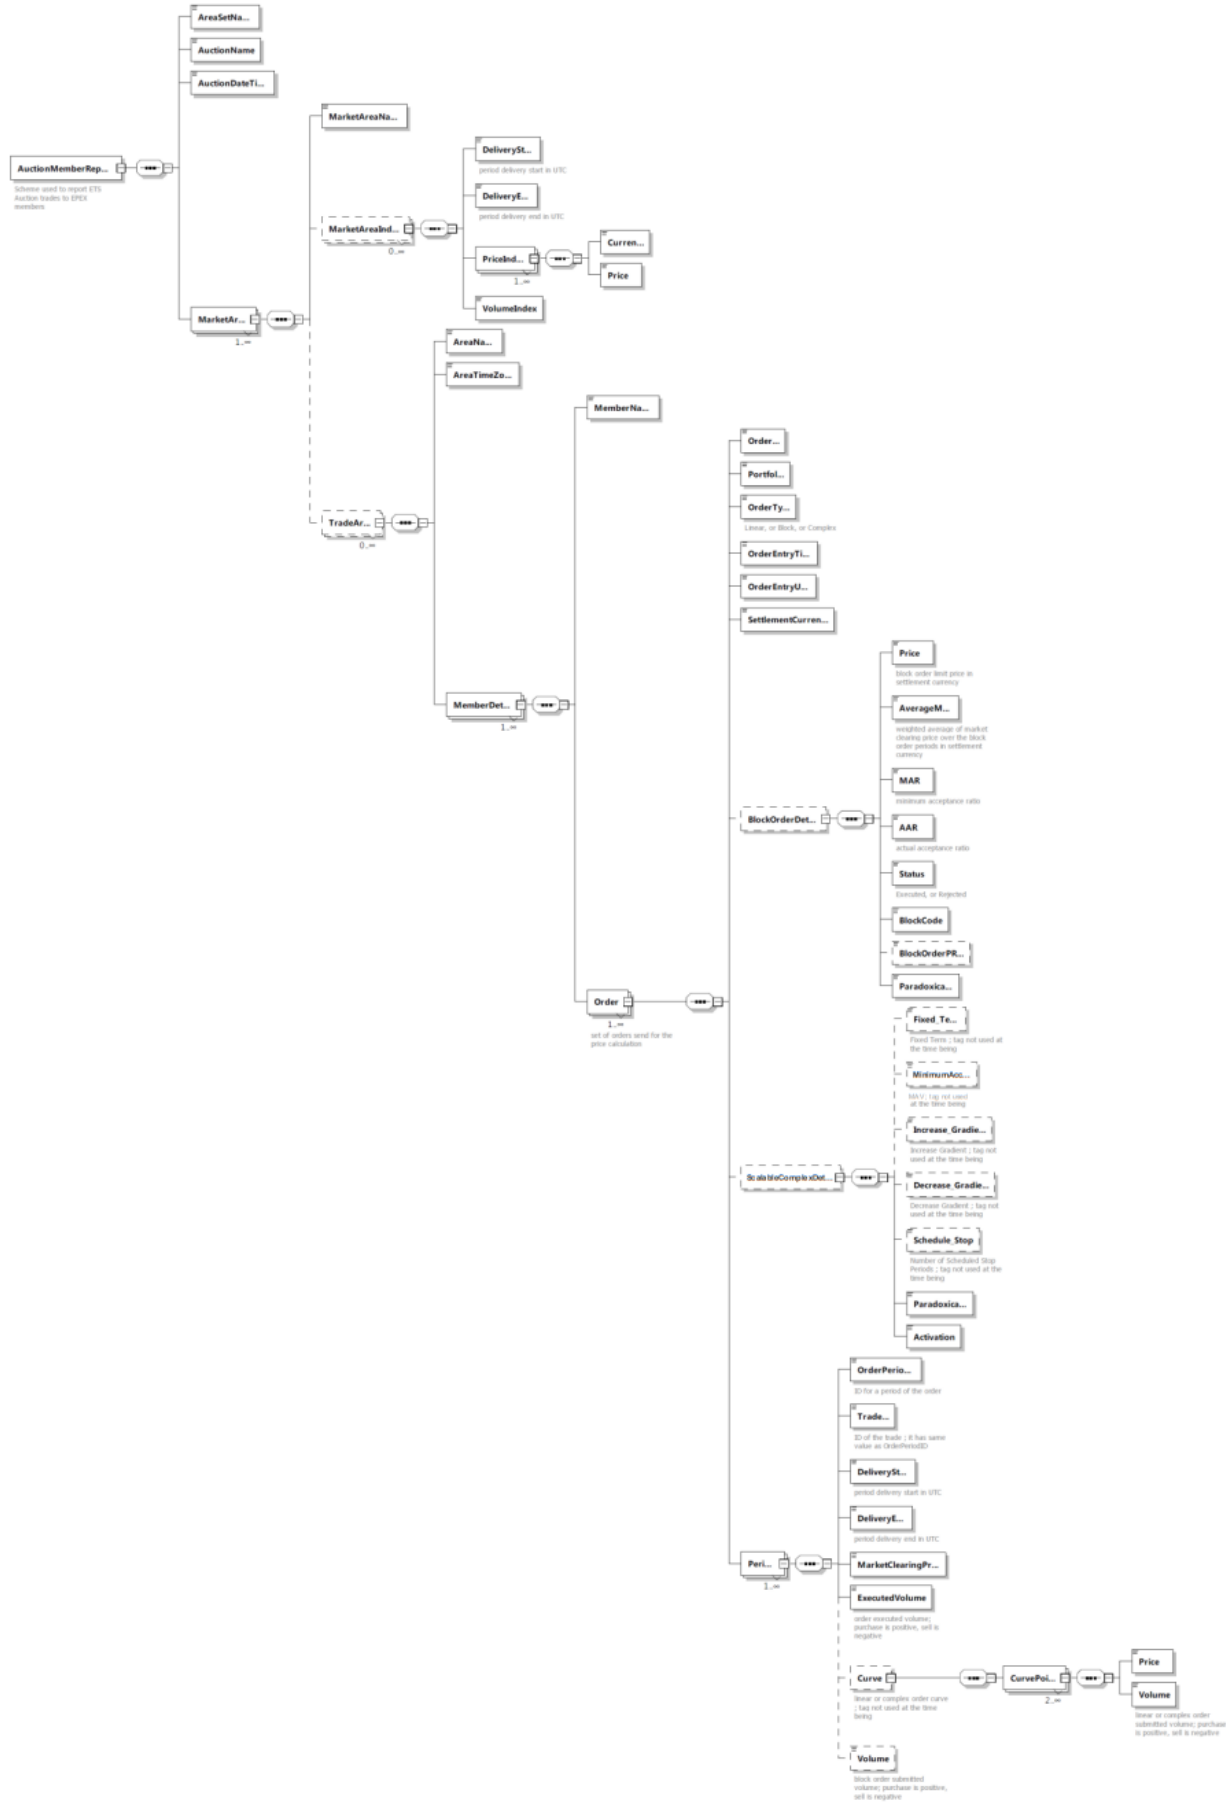 AreaSetNa...
AuctionName
AuctionDateTi...
MarketAreaNa...
AuctionMemberRep...
Scheme used to report ETS
Auction trades to EPEX
members
DeliverySt...
period delivery start in UTC
DeliveryE...
period delivery end in UTC
MarketAreaInd...
0..∞
PriceInd...
1..∞
Curren...
Price
VolumeIndex
MarketAr...
1..∞
AreaNa...
AreaTimeZo...
MemberNa...
TradeAr...
0..∞
Order...
Portfol...
OrderTy...
Linear, or Block, or Complex
OrderEntryTi...
OrderEntryU...
SettlementCurren...
MemberDet...
1..∞
Price
block order limit price in
settlement currency
AverageM...
weighted average of market
clearing price over the block
order periods in settlement
currency
MAR
minimum acceptance ratio
BlockOrderDet...
AAR
actual acceptance ratio
Status
Executed, or Rejected
BlockCode
BlockOrderPR...
Paradoxica...
Order
1..∞
set of orders send for the
price calculation
Fixed_Te...
Fixed Term ; tag not used at
the time being
MinimumAcc...
MAV; tag not used
at the time being
Increase_Gradie...
Increase Gradient ; tag not
used at the time being
ScalableComplexDet...
Decrease_Gradie...
Decrease Gradient ; tag not
used at the time being
Schedule_Stop
Number of Scheduled Stop
Periods ; tag not used at the
time being
Paradoxica...
Activation
OrderPerio...
ID for a period of the order
Trade...
ID of the trade ; it has same
value as OrderPeriodID
DeliverySt...
period delivery start in UTC
DeliveryE...
period delivery end in UTC
Peri...
1..∞
MarketClearingPr...
ExecutedVolume
order executed volume;
purchase is positive, sell is
negative
Curve
linear or complex order curve
; tag not used at the time
being
CurvePoi...
2..∞
Price
Volume
linear or complex order
submitted volume; purchase
is positive, sell is negative
Volume
block order submitted
volume; purchase is positive,
sell is negative